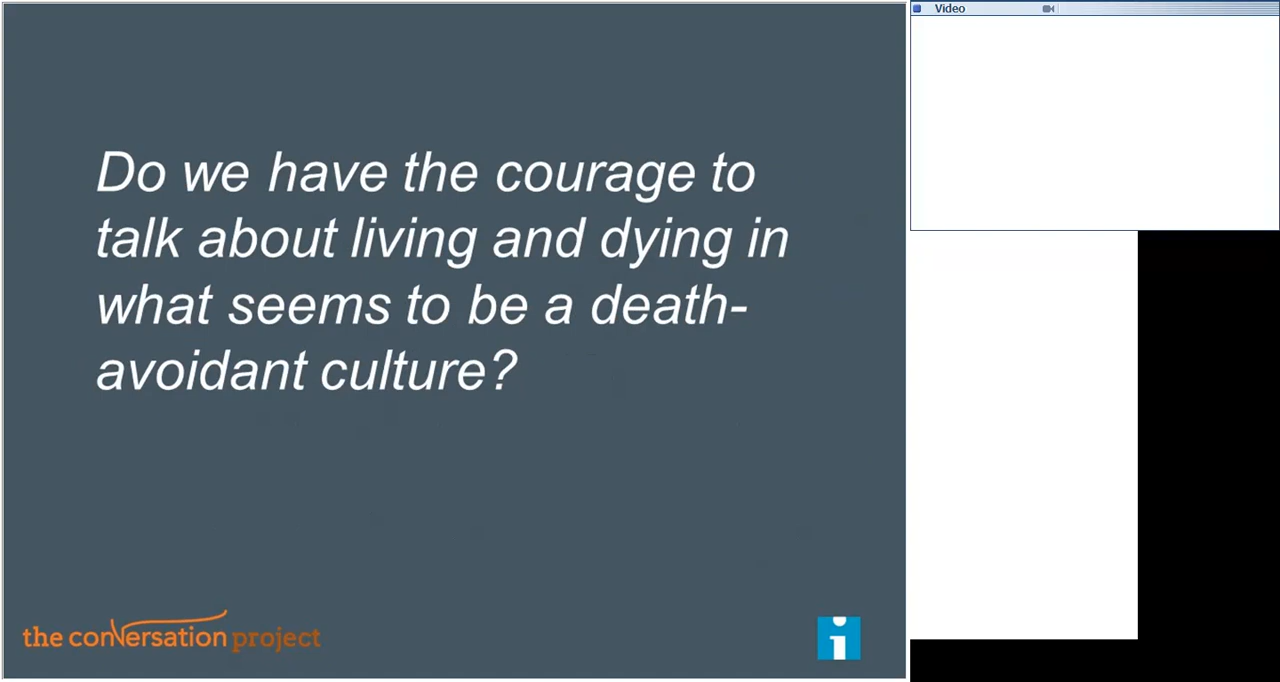 Do we have the courage to
talk about living and dying in
what seems to be a death-
avoidant culture?
the conversation project
i
Video